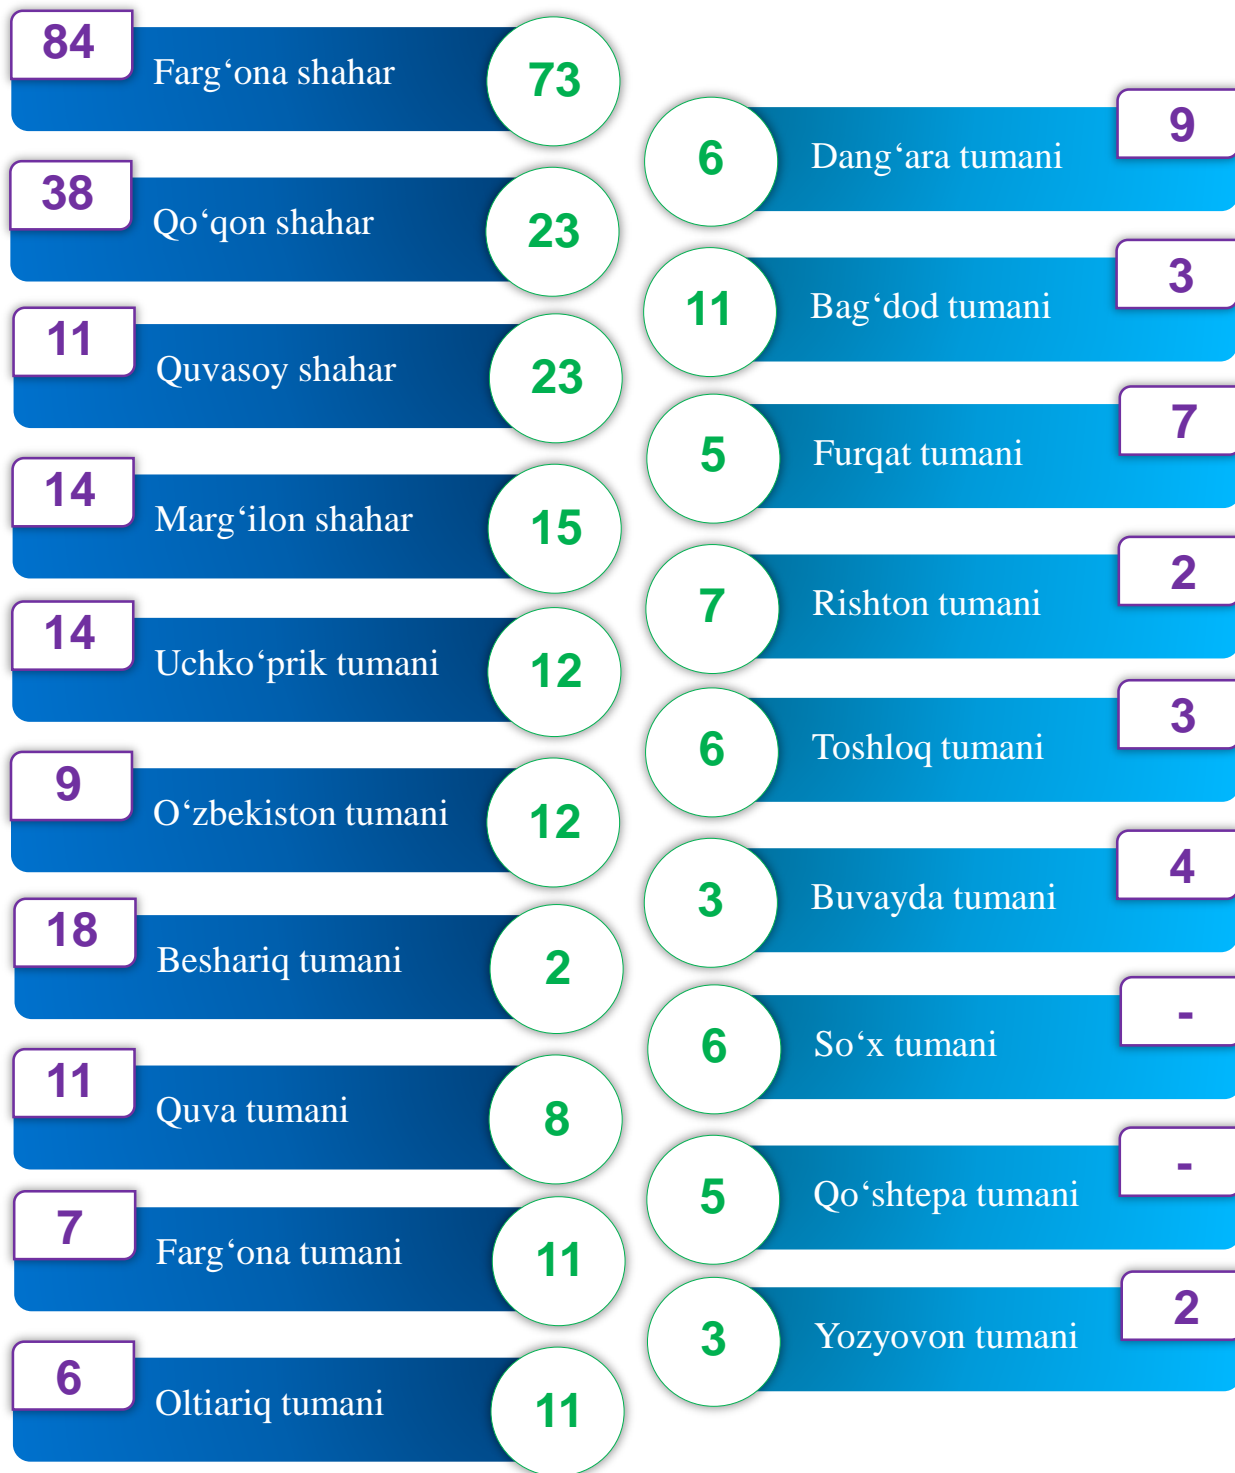 84
Farg‘ona shahar
73
38
Qo‘qon shahar
23
11
Quvasoy shahar
23
14
Marg‘ilon shahar
15
14
Uchko‘prik tumani
12
9
O‘zbekiston tumani
12
18
Beshariq tumani
2
11
Quva tumani
8
7
Farg‘ona tumani
11
6
Oltiariq tumani
11
6
Dang‘ara tumani
9
11
Bag‘dod tumani
3
5
Furqat tumani
7
7
Rishton tumani
2
6
Toshloq tumani
3
3
Buvayda tumani
4
6
So‘x tumani
-
5
Qo‘shtepa tumani
-
3
Yozyovon tumani
2